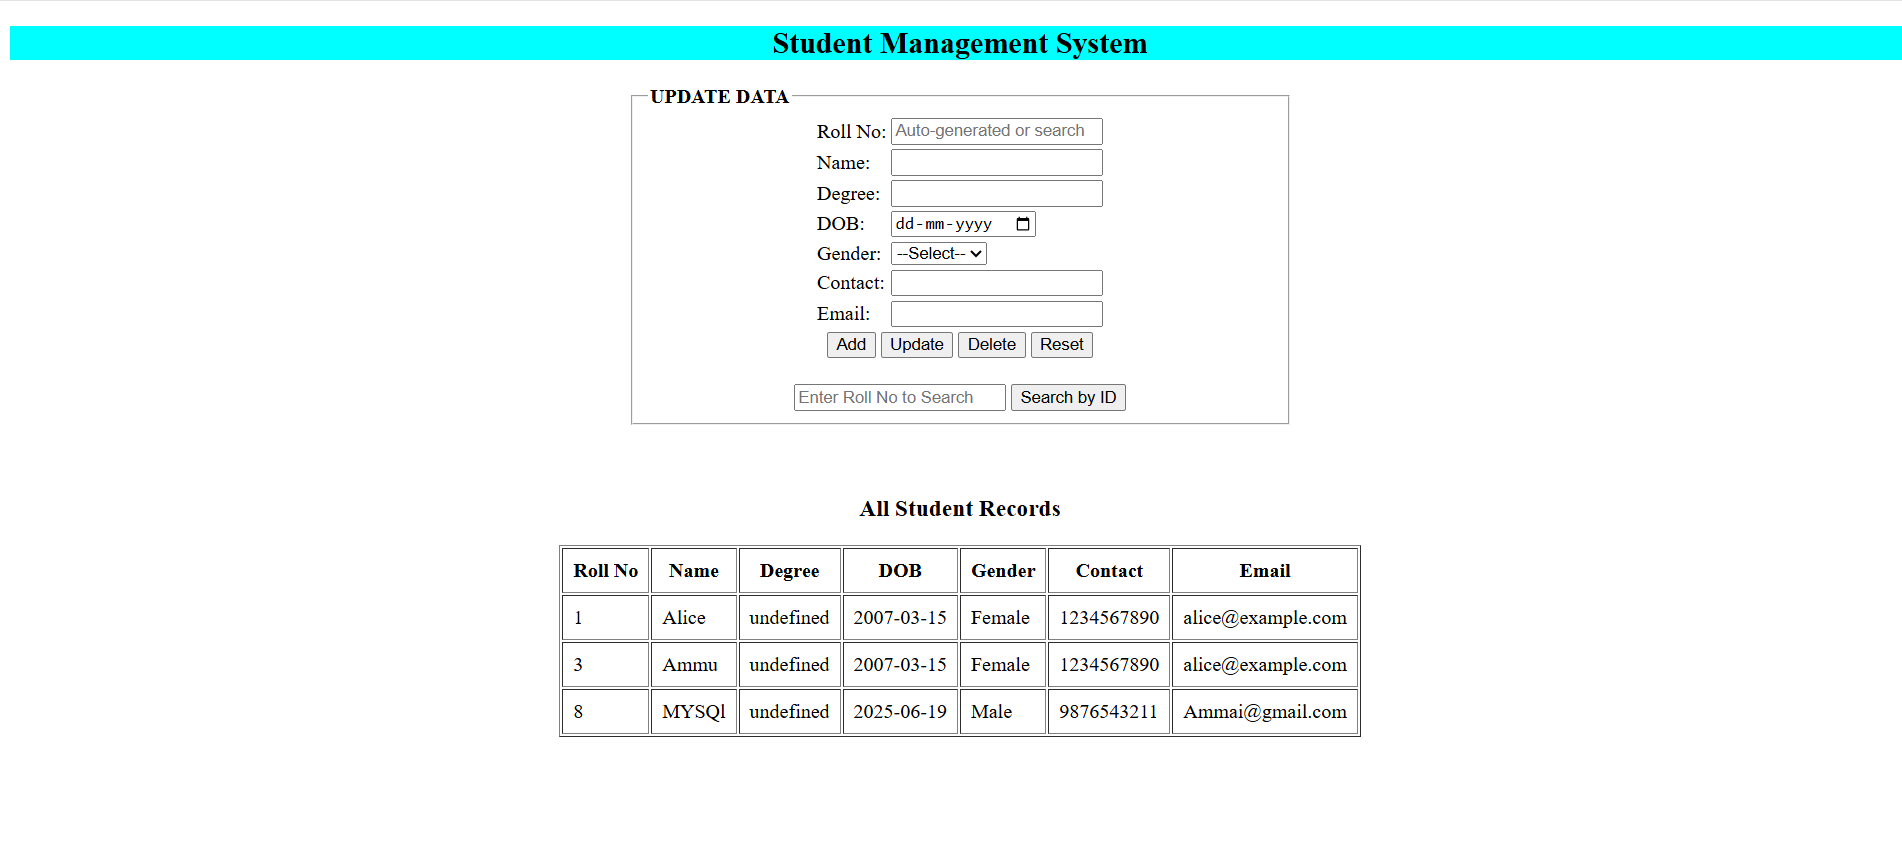 Student Management System
UPDATE DATA
Roll No: Auto-generated or search
Name:
Degree:
DOB: dd-mm-yyyy
Gender: --Select--
Contact:
Email:
Add Update Delete Reset
Enter Roll No to Search Search by ID
All Student Records
Roll No Name Degree DOB Gender Contact Email
1 Alice undefined 2007-03-15 Female 1234567890 alice@example.com
3 Ammu undefined 2007-03-15 Female 1234567890 alice@example.com
8 MYSQl undefined 2025-06-19 Male 9876543211 Ammai@gmail.com